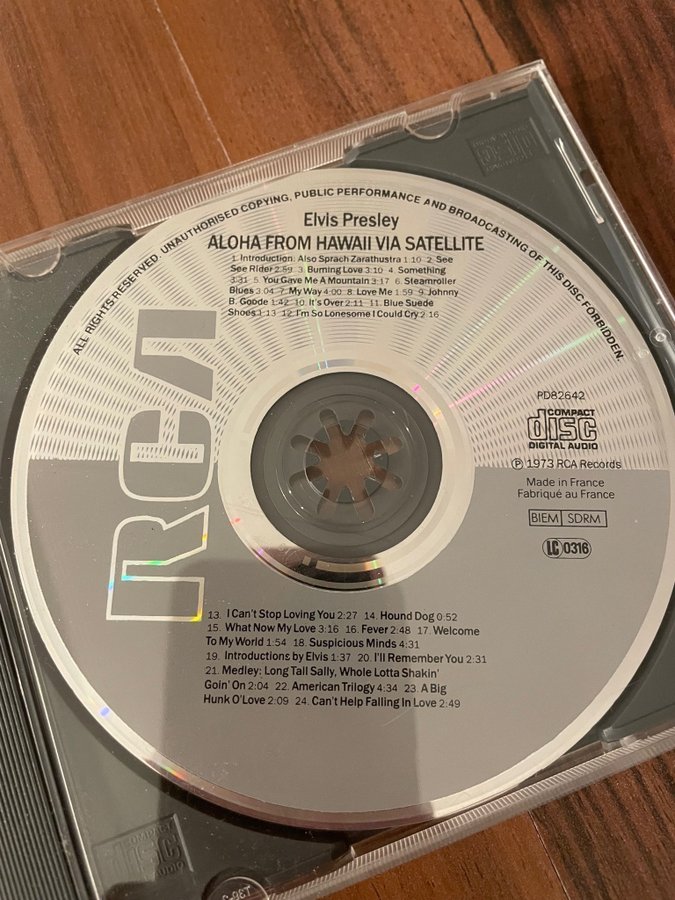 ALL RIGHTS RESERVED. UNAUTHORISED COPYING, PUBLIC PERFORMANCE AND BROADCASTING OF THIS DISC FORBIDDEN.
Elvis Presley
ALOHA FROM HAWAII VIA SATELLITE
1. Introduction: Also Sprach Zarathustra 1:10 2. See
See Rider 2:59 3. Burning Love 3:10 4. Something
3:31 5. You Gave Me A Mountain 3:17 6. Steamroller
Blues 3:04 7. My Way 4:00 8. Love Me 1:59 9. Johnny
B. Goode 1:42 10. It's Over 2:11 11. Blue Suede
Shoes 1:13 12. I'm So Lonesome I Could Cry 2:16
RCA
PD82642
COMPACT
disc
DIGITAL AUDIO
℗ 1973 RCA Records
Made in France
Fabriqué au France
BIEM SDRM
LC 0316
13. I Can't Stop Loving You 2:27 14. Hound Dog 0:52
15. What Now My Love 3:16 16. Fever 2:48 17. Welcome
To My World 1:54 18. Suspicious Minds 4:31
19. Introductions by Elvis 1:37 20. I'll Remember You 2:31
21. Medley: Long Tall Sally, Whole Lotta Shakin'
Goin' On 2:04 22. American Trilogy 4:34 23. A Big
Hunk O'Love 2:09 24. Can't Help Falling In Love 2:49